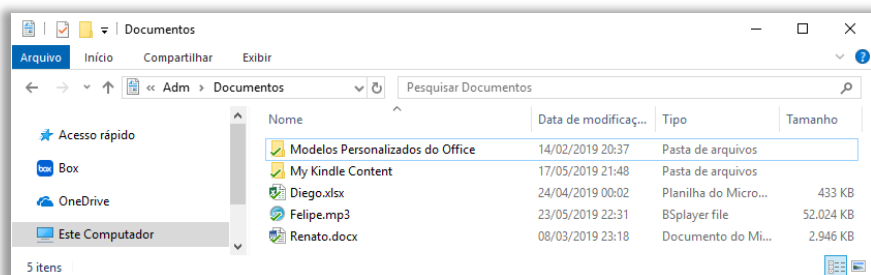 Documentos
Arquivo Início Compartilhar Exibir
« Adm › Documentos Pesquisar Documentos
Nome Data de modificaç... Tipo Tamanho
Acesso rápido
Box
OneDrive
Este Computador
Modelos Personalizados do Office 14/02/2019 20:37 Pasta de arquivos
My Kindle Content 17/05/2019 21:48 Pasta de arquivos
Diego.xlsx 24/04/2019 00:02 Planilha do Micro... 433 KB
Felipe.mp3 23/05/2019 22:31 BSplayer file 52.024 KB
Renato.docx 08/03/2019 23:18 Documento do Mi... 2.946 KB
5 itens